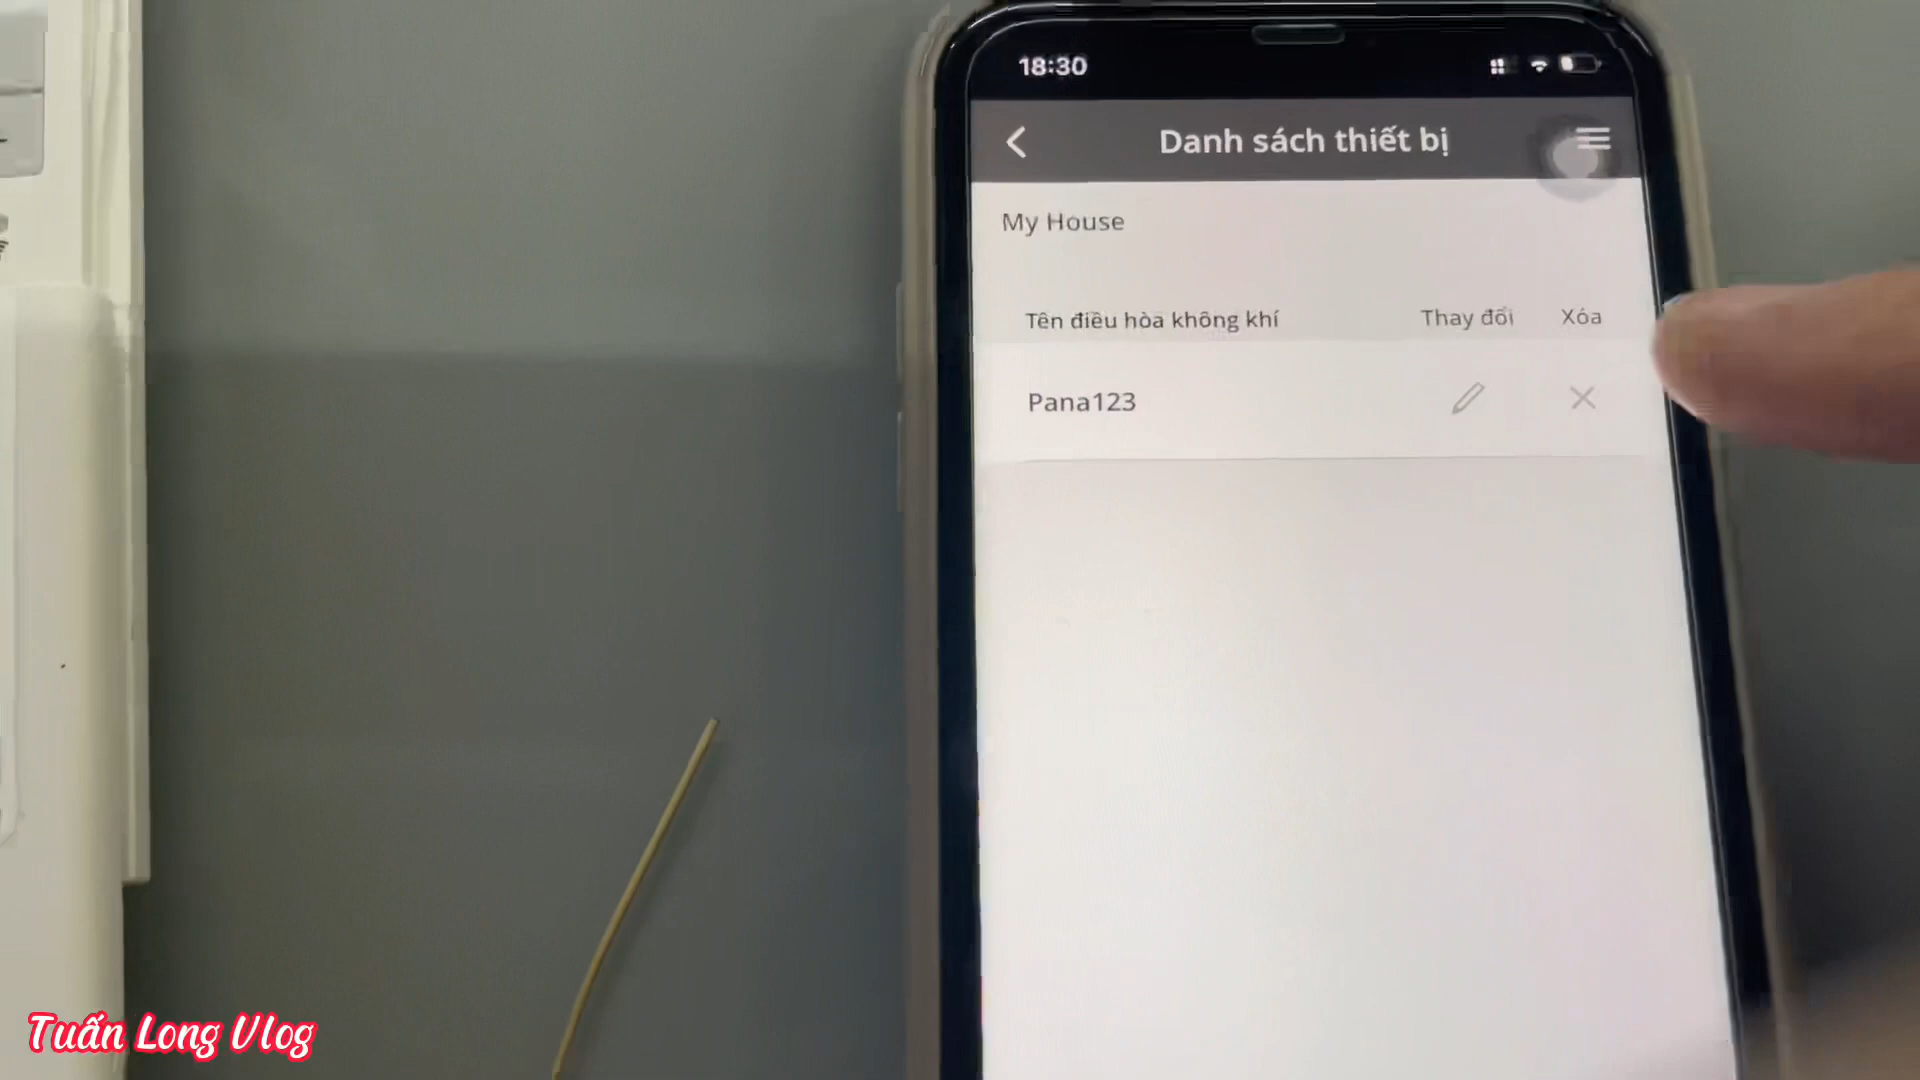 18:30
Danh sách thiết bị
My House
Tên điều hòa không khí Thay đổi Xóa
Pana123
Tuấn Long Vlog